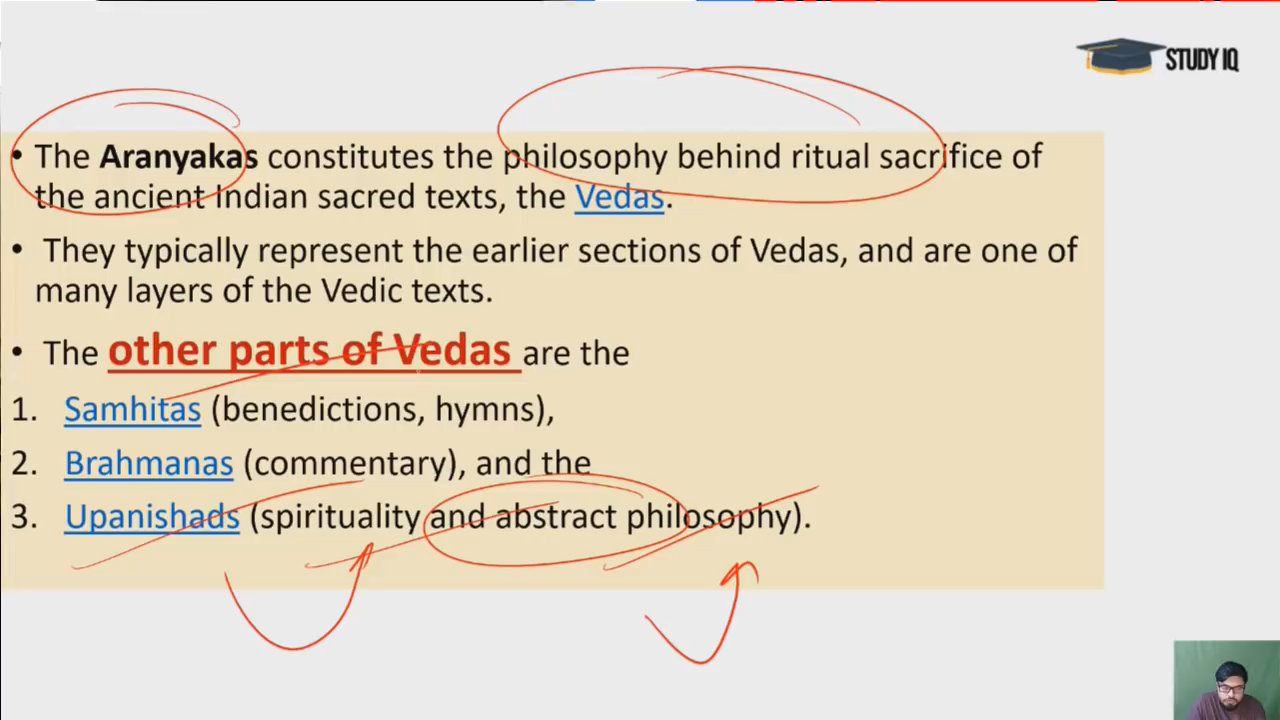 STUDY IQ
• The Aranyakas constitutes the philosophy behind ritual sacrifice of
the ancient Indian sacred texts, the Vedas.
• They typically represent the earlier sections of Vedas, and are one of
many layers of the Vedic texts.
• The other parts of Vedas are the
1. Samhitas (benedictions, hymns),
2. Brahmanas (commentary), and the
3. Upanishads (spirituality and abstract philosophy).